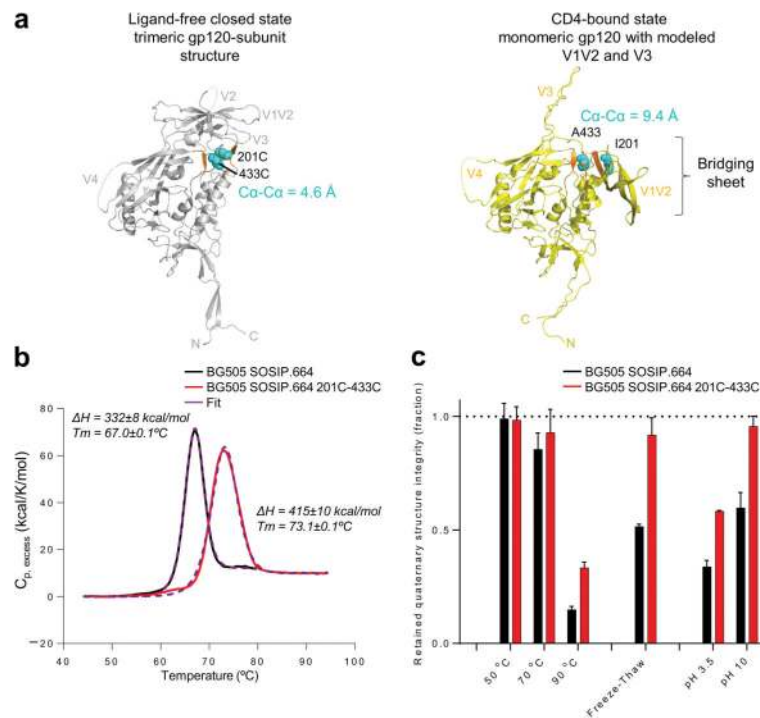 a
Ligand-free closed state
trimeric gp120-subunit
structure
CD4-bound state
monomeric gp120 with modeled
V1V2 and V3
V2
V1V2
V3
V4
201C
433C
Cα-Cα = 4.6 Å
N
C
V3
Cα-Cα = 9.4 Å
A433
I201
V4
V1V2
Bridging
sheet
C
N
b
BG505 SOSIP.664
BG505 SOSIP.664 201C-433C
Fit
ΔH = 332±8 kcal/mol
Tm = 67.0±0.1ºC
ΔH = 415±10 kcal/mol
Tm = 73.1±0.1ºC
Cp, excess (kcal/K/mol)
80
60
40
20
0
−20
40 50 60 70 80 90 100
Temperature (ºC)
c
BG505 SOSIP.664
BG505 SOSIP.664 201C-433C
Retained quaternary structure integrity (fraction)
1.0
0.5
0.0
50 °C
70 °C
90 °C
Freeze-Thaw
pH 3.5
pH 10